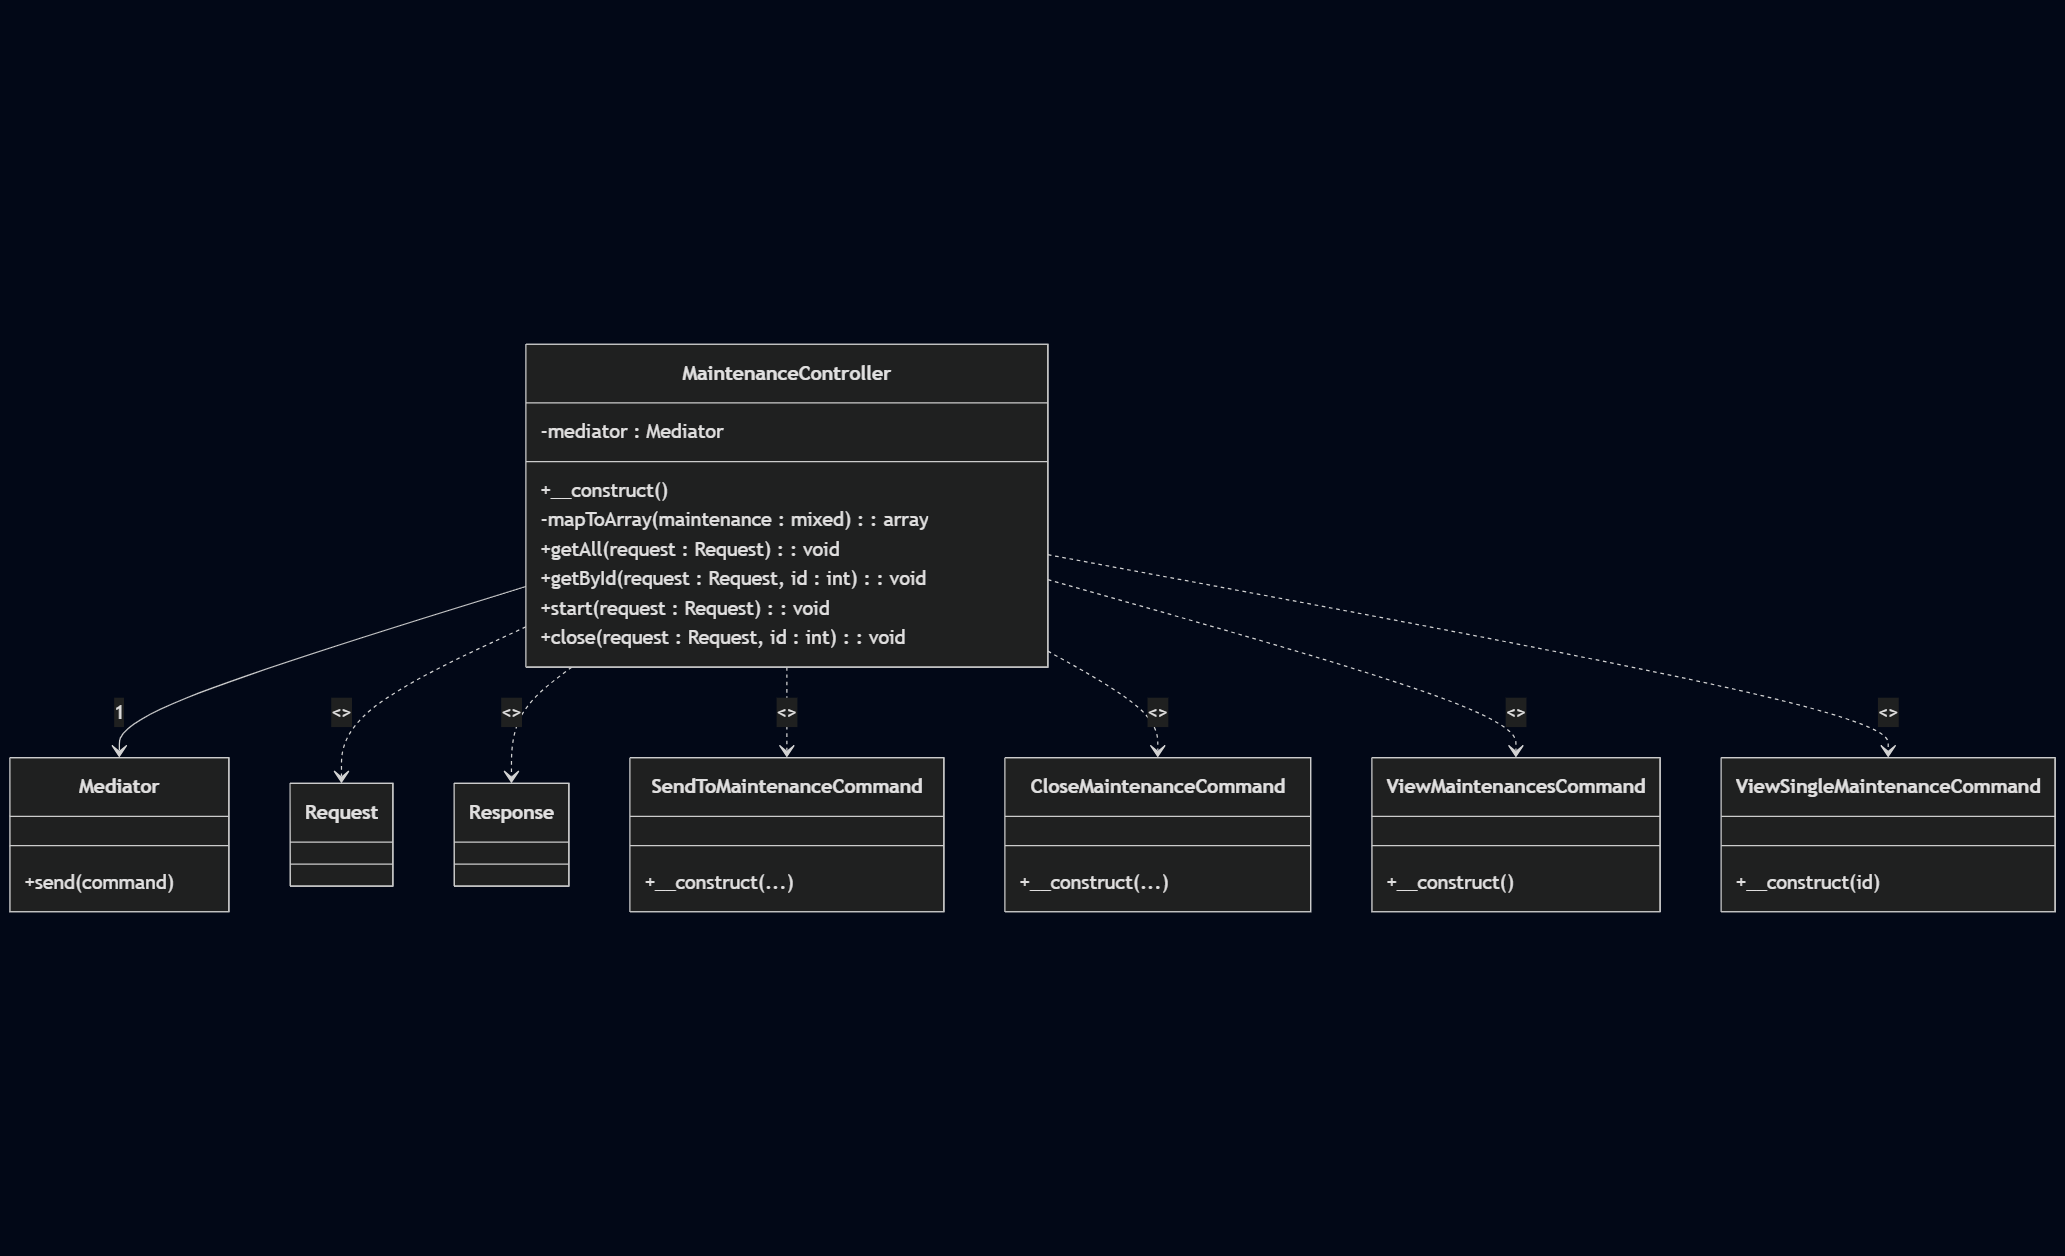 MaintenanceController
-mediator : Mediator
+__construct()
-mapToArray(maintenance : mixed) : : array
+getAll(request : Request) : : void
+getById(request : Request, id : int) : : void
+start(request : Request) : : void
+close(request : Request, id : int) : : void
1
<>
<>
<>
<>
<>
<>
Mediator
+send(command)
Request
Response
SendToMaintenanceCommand
+__construct(...)
CloseMaintenanceCommand
+__construct(...)
ViewMaintenancesCommand
+__construct()
ViewSingleMaintenanceCommand
+__construct(id)